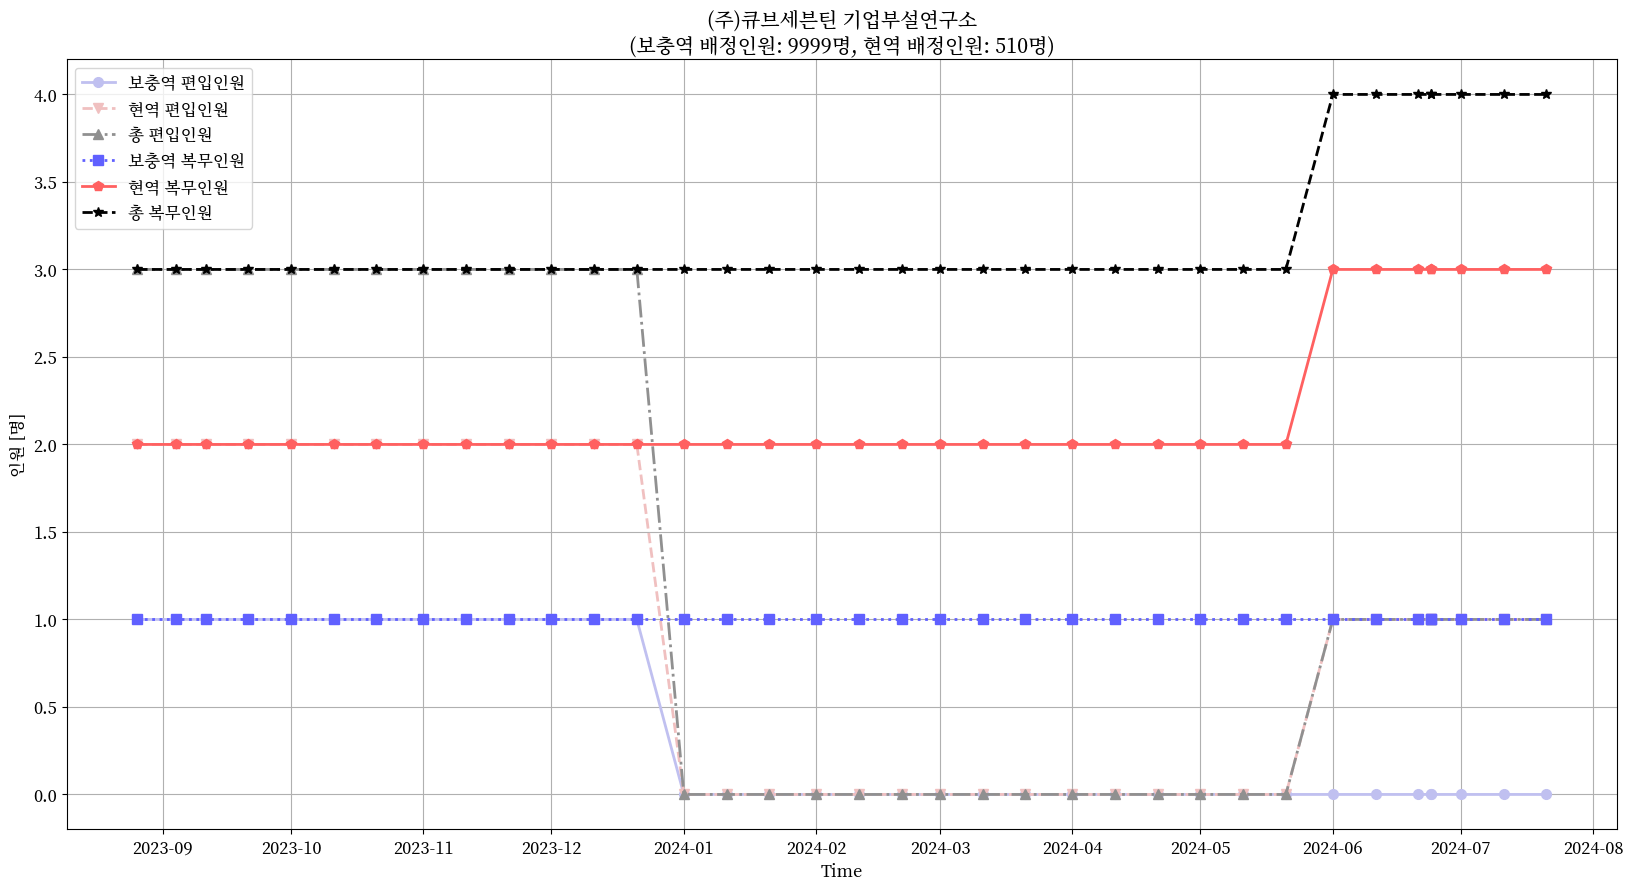 (주)큐브세븐틴 기업부설연구소
(보충역 배정인원: 9999명, 현역 배정인원: 510명)
보충역 편입인원
현역 편입인원
총 편입인원
보충역 복무인원
현역 복무인원
총 복무인원
인원 [명]
4.0
3.5
3.0
2.5
2.0
1.5
1.0
0.5
0.0
2023-09
2023-10
2023-11
2023-12
2024-01
2024-02
2024-03
2024-04
2024-05
2024-06
2024-07
2024-08
Time